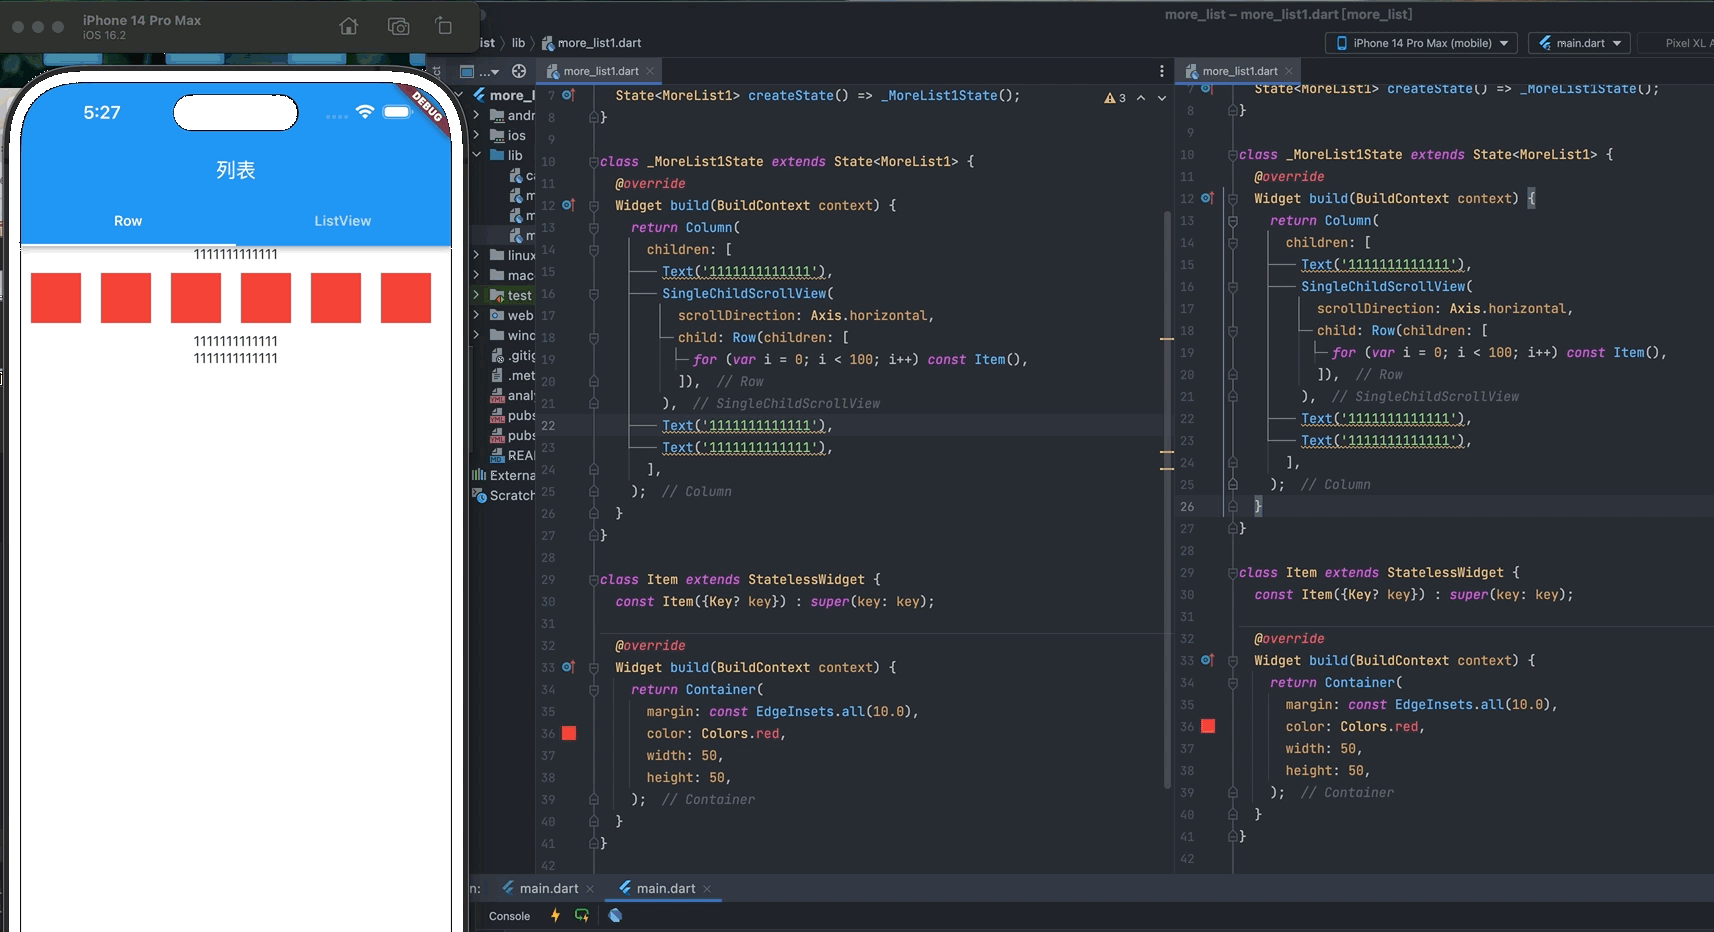 iPhone 14 Pro Max
iOS 16.2
more_list – more_list1.dart [more_list]
ist 〉 lib 〉 more_list1.dart
iPhone 14 Pro Max (mobile)
main.dart
Pixel XL A
5:27
DEBUG
列表
Row
ListView
1111111111111
1111111111111
1111111111111
ct
...
more_l
andr
ios
lib
ca
m
m
m
linux
mac
test
web
wind
.gitig
.met
analy
pubs
pubs
REA
Externa
Scratch
more_list1.dart
3
7 State<MoreList1> createState() => _MoreList1State();
8 }
9
10 class _MoreList1State extends State<MoreList1> {
11 @override
12 Widget build(BuildContext context) {
13 return Column(
14 children: [
15 Text('1111111111111'),
16 SingleChildScrollView(
17 scrollDirection: Axis.horizontal,
18 child: Row(children: [
19 for (var i = 0; i < 100; i++) const Item(),
20 ]), // Row
21 ), // SingleChildScrollView
22 Text('1111111111111'),
23 Text('1111111111111'),
24 ],
25 ); // Column
26 }
27 }
28
29 class Item extends StatelessWidget {
30 const Item({Key? key}) : super(key: key);
31
32 @override
33 Widget build(BuildContext context) {
34 return Container(
35 margin: const EdgeInsets.all(10.0),
36 color: Colors.red,
37 width: 50,
38 height: 50,
39 ); // Container
40 }
41 }
42
more_list1.dart
7 State<MoreList1> createState() => _MoreList1State();
8 }
9
10 class _MoreList1State extends State<MoreList1> {
11 @override
12 Widget build(BuildContext context) {
13 return Column(
14 children: [
15 Text('1111111111111'),
16 SingleChildScrollView(
17 scrollDirection: Axis.horizontal,
18 child: Row(children: [
19 for (var i = 0; i < 100; i++) const Item(),
20 ]), // Row
21 ), // SingleChildScrollView
22 Text('1111111111111'),
23 Text('1111111111111'),
24 ],
25 ); // Column
26 }
27 }
28
29 class Item extends StatelessWidget {
30 const Item({Key? key}) : super(key: key);
31
32 @override
33 Widget build(BuildContext context) {
34 return Container(
35 margin: const EdgeInsets.all(10.0),
36 color: Colors.red,
37 width: 50,
38 height: 50,
39 ); // Container
40 }
41 }
42
n: main.dart main.dart
Console